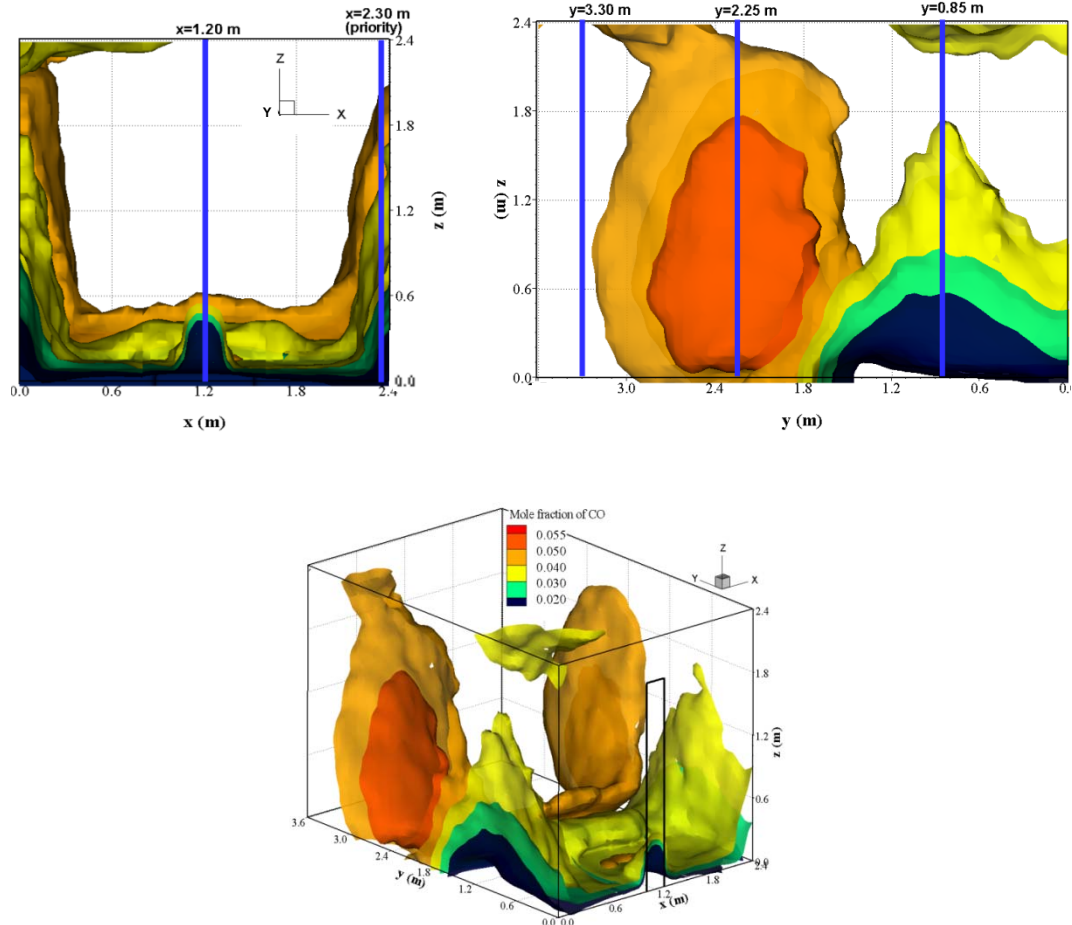 x=2.30 m
(priority)
x=1.20 m
2.4
Z
Y
X
1.8
1.2
z (m)
0.6
0.0
0.0
0.6
1.2
1.8
2.4
x (m)
y=3.30 m
y=2.25 m
y=0.85 m
2.4
1.8
1.2
z (m)
0.6
0.0
3.0
2.4
1.8
1.2
0.6
0.
y (m)
Mole fraction of CO
0.055
0.050
0.040
0.030
0.020
Z
Y
X
2.4
1.8
1.2
z (m)
0.6
0.0
2.4
3.6
3.0
2.4
y (m)
1.8
1.2
0.6
0.0
0.0
0.6
x (m)
1.2
1.8